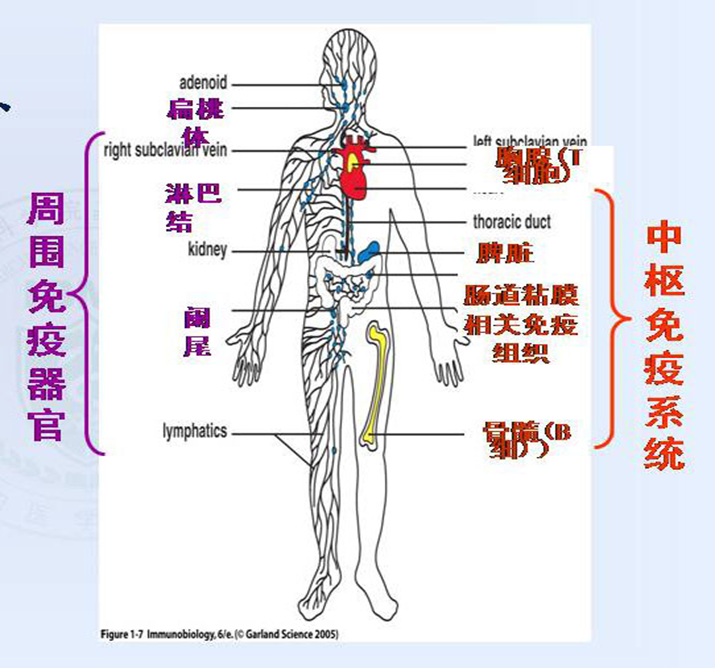 周围免疫器官
adenoid
扁桃
体
right subclavian vein
淋巴
结
kidney
阑
尾
lymphatics
left subclavian vein
胸腺(T
细胞)
thoracic duct
脾脏
肠道粘膜
相关免疫
组织
骨髓(B
中枢免疫系统
Figure 1-7 Immunobiology, 6/e. (© Garland Science 2005)